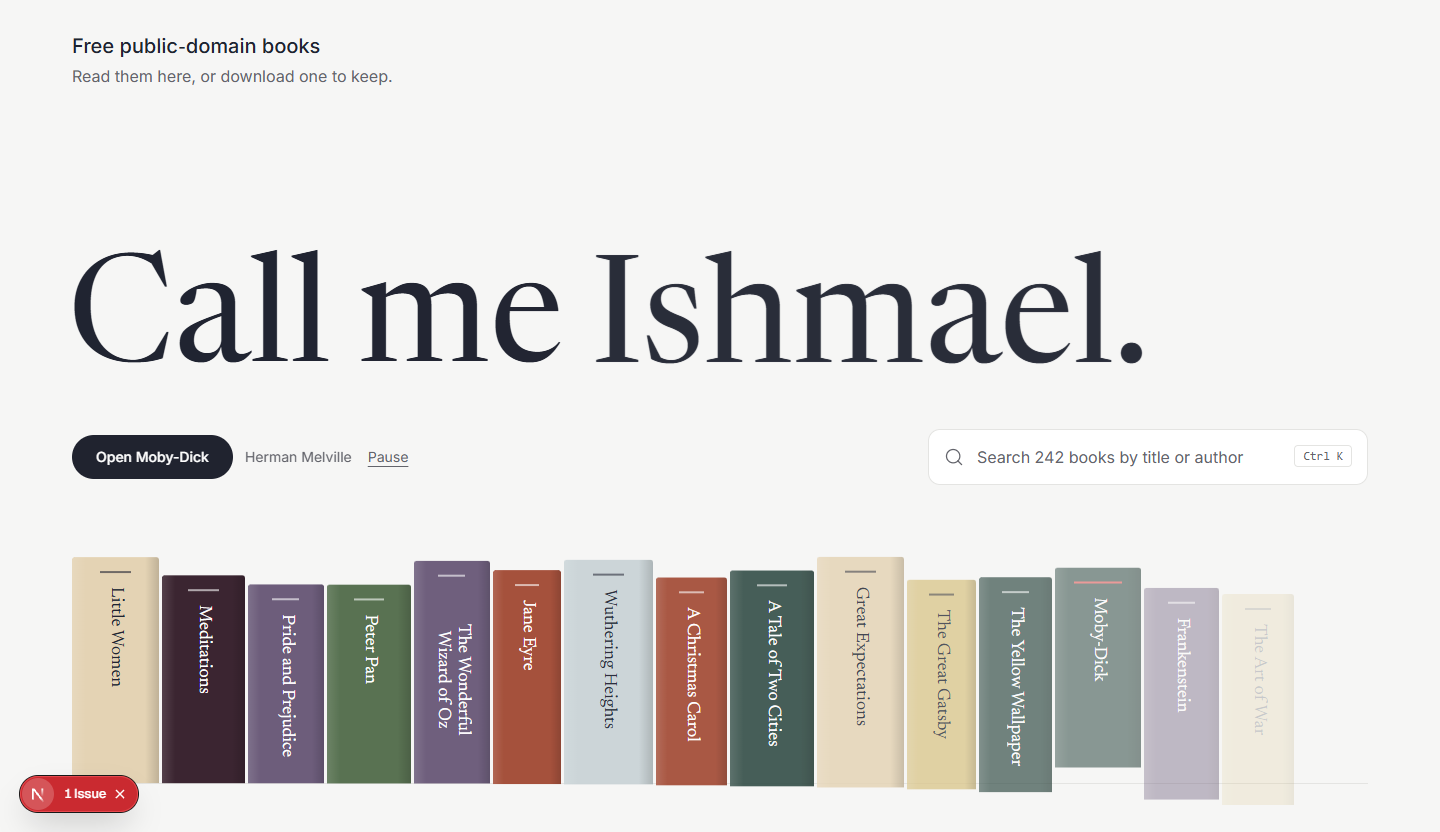 Free public-domain books
Read them here, or download one to keep.
Call me Ishmael.
Open Moby-Dick
Herman Melville
Pause
Search 242 books by title or author
Ctrl K
Little Women
Meditations
Pride and Prejudice
Peter Pan
The Wonderful
Wizard of Oz
Jane Eyre
Wuthering Heights
A Christmas Carol
A Tale of Two Cities
Great Expectations
The Great Gatsby
The Yellow Wallpaper
Moby-Dick
Frankenstein
The Art of War
N
1 Issue